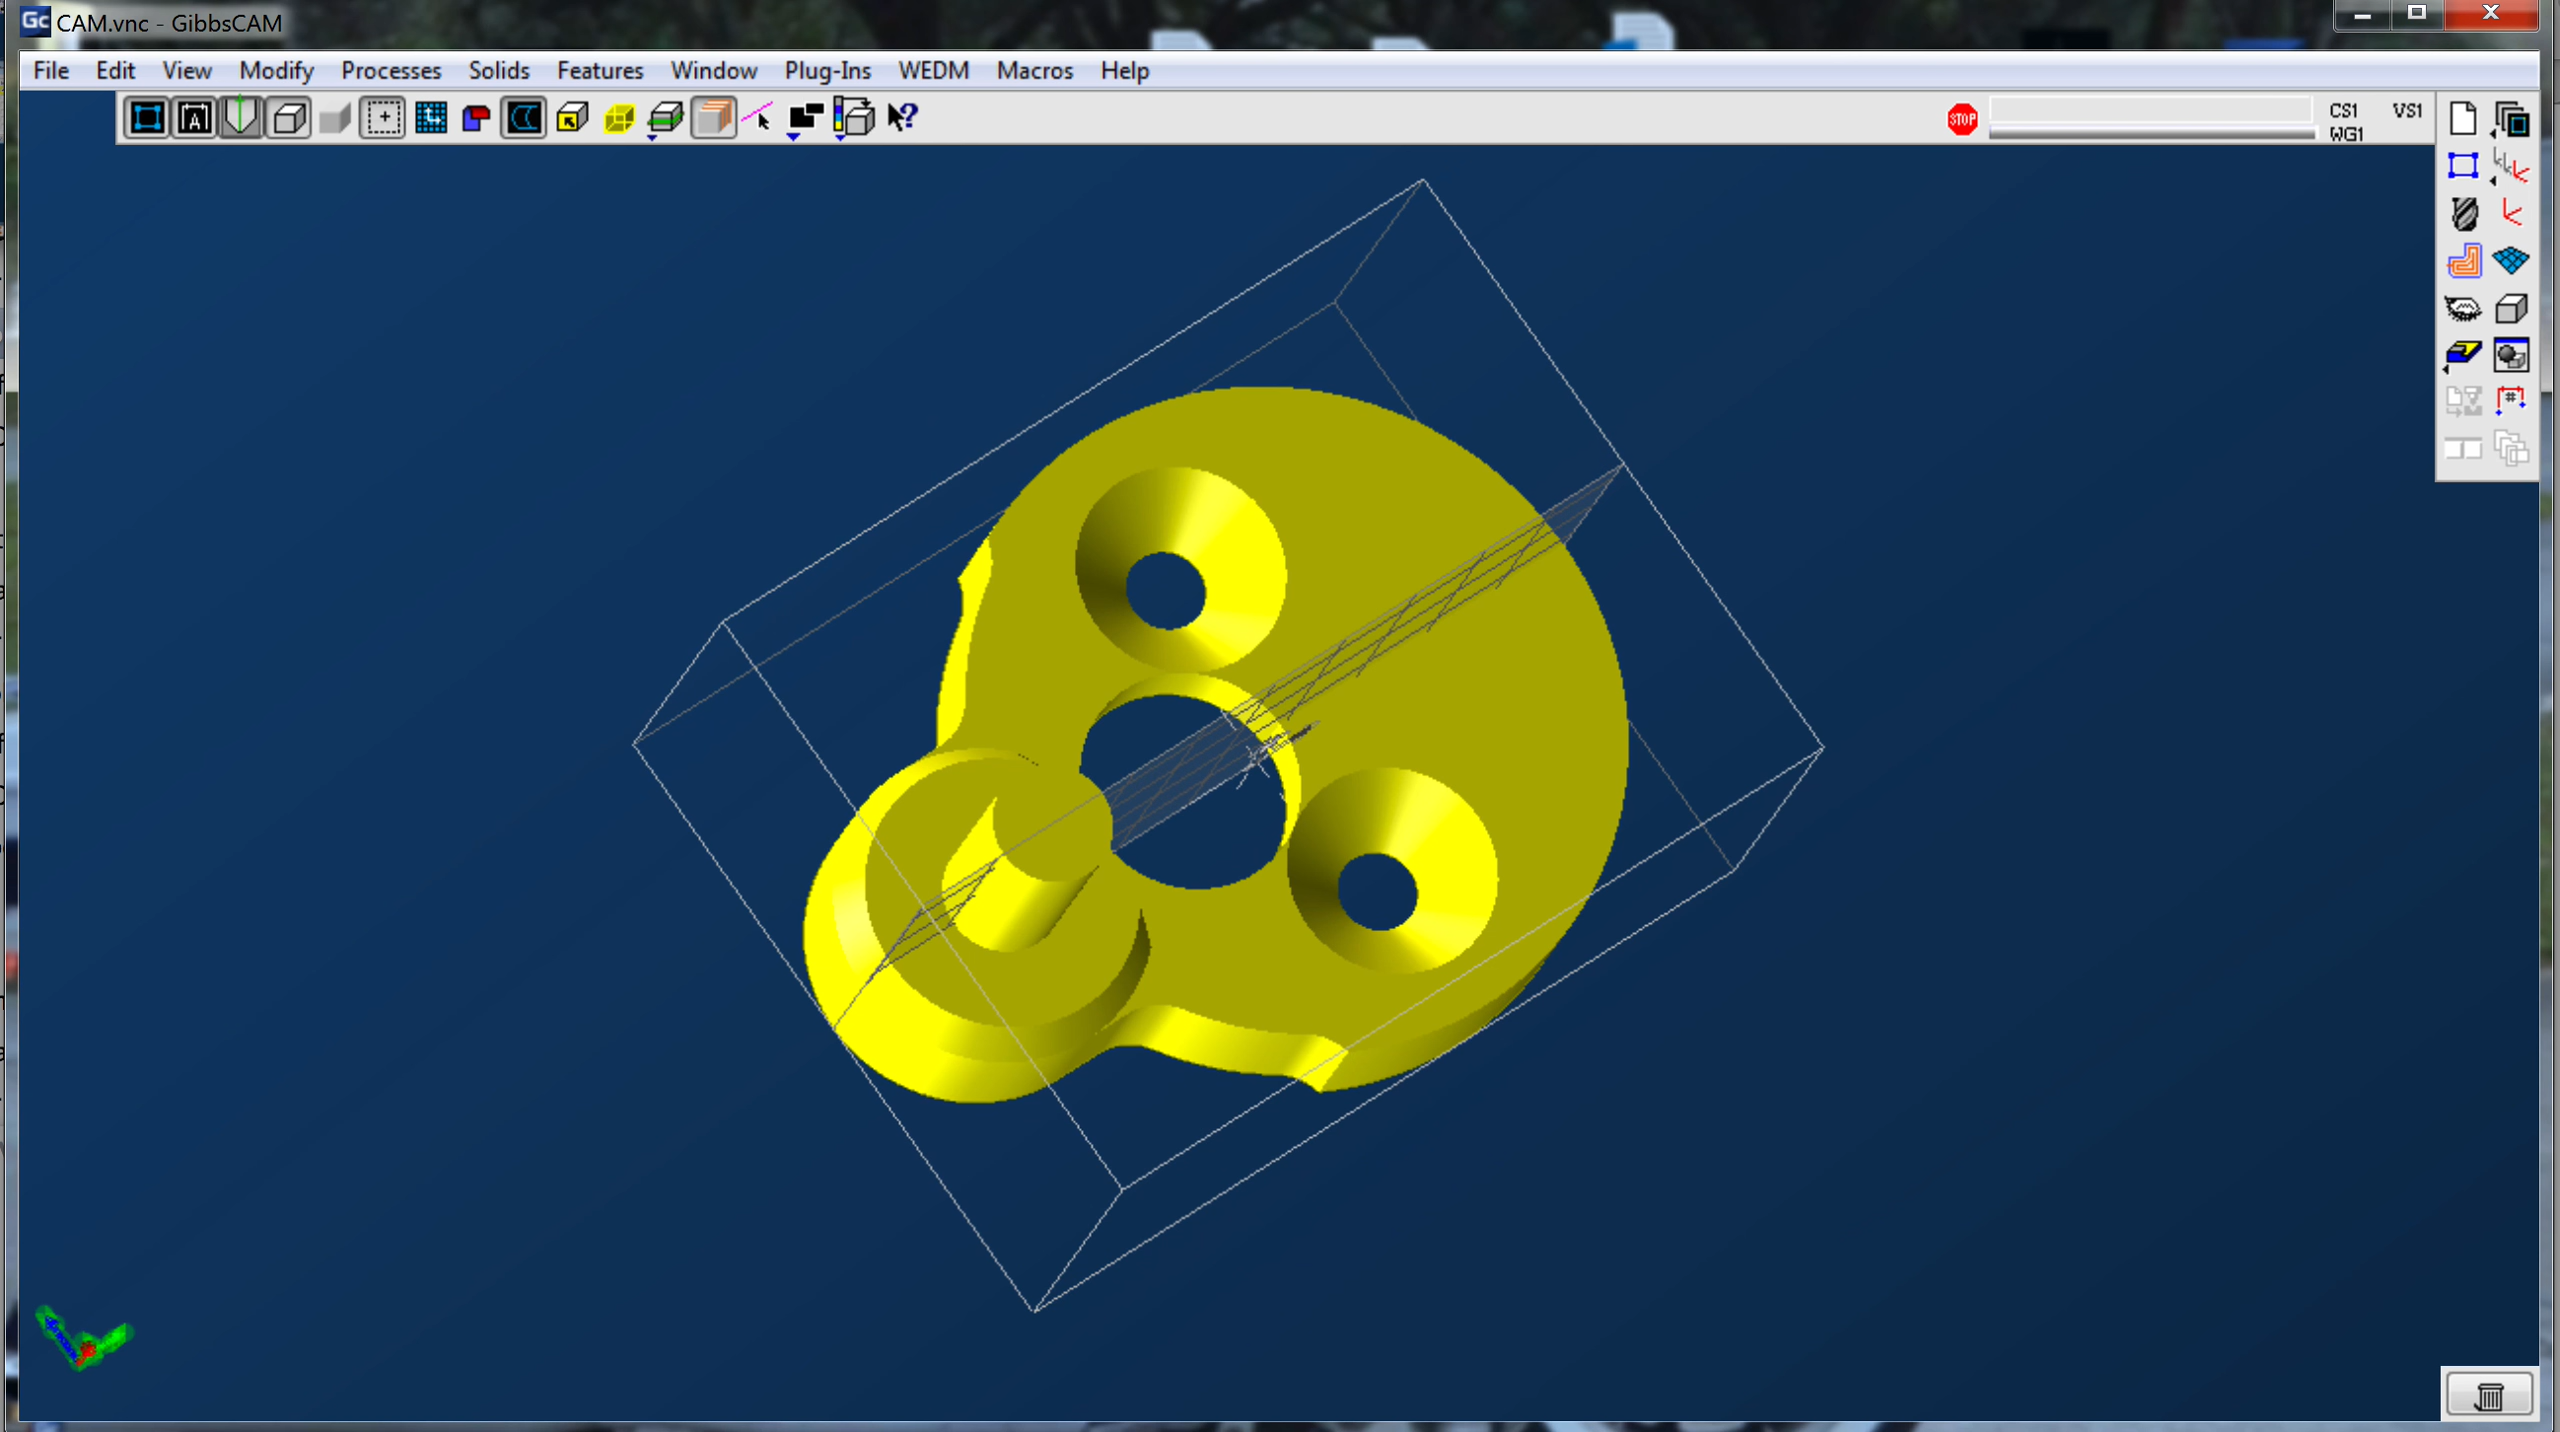 Gc CAM.vnc - GibbsCAM
File Edit View Modify Processes Solids Features Window Plug-Ins WEDM Macros Help
A
STOP
CS1 VS1
WG1